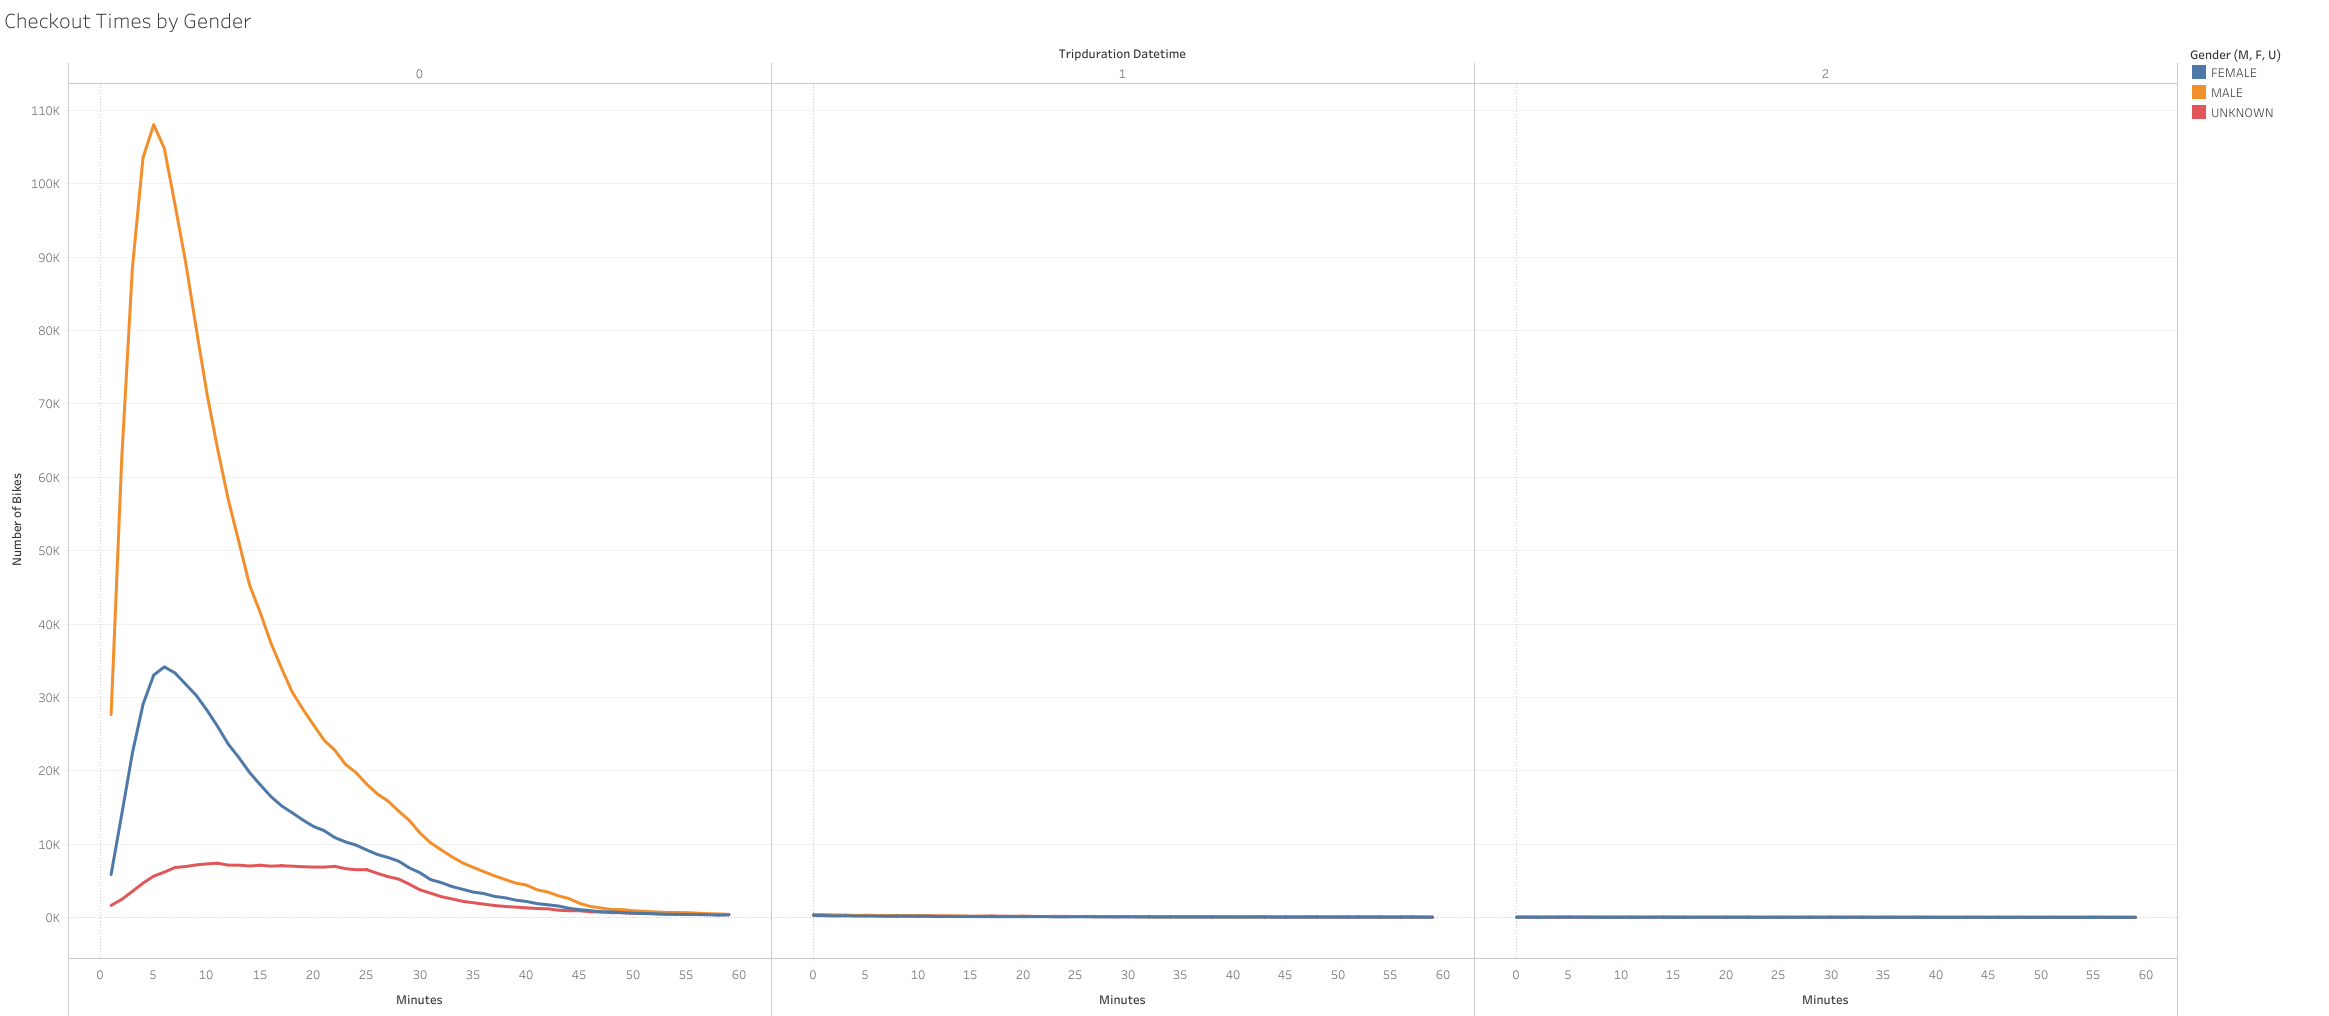 Checkout Times by Gender
Tripduration Datetime
0 1 2
Gender (M, F, U)
FEMALE
MALE
UNKNOWN
110K
100K
90K
80K
70K
60K
50K
40K
30K
20K
10K
0K
Number of Bikes
0 5 10 15 20 25 30 35 40 45 50 55 60 0 5 10 15 20 25 30 35 40 45 50 55 60 0 5 10 15 20 25 30 35 40 45 50 55 60
Minutes Minutes Minutes